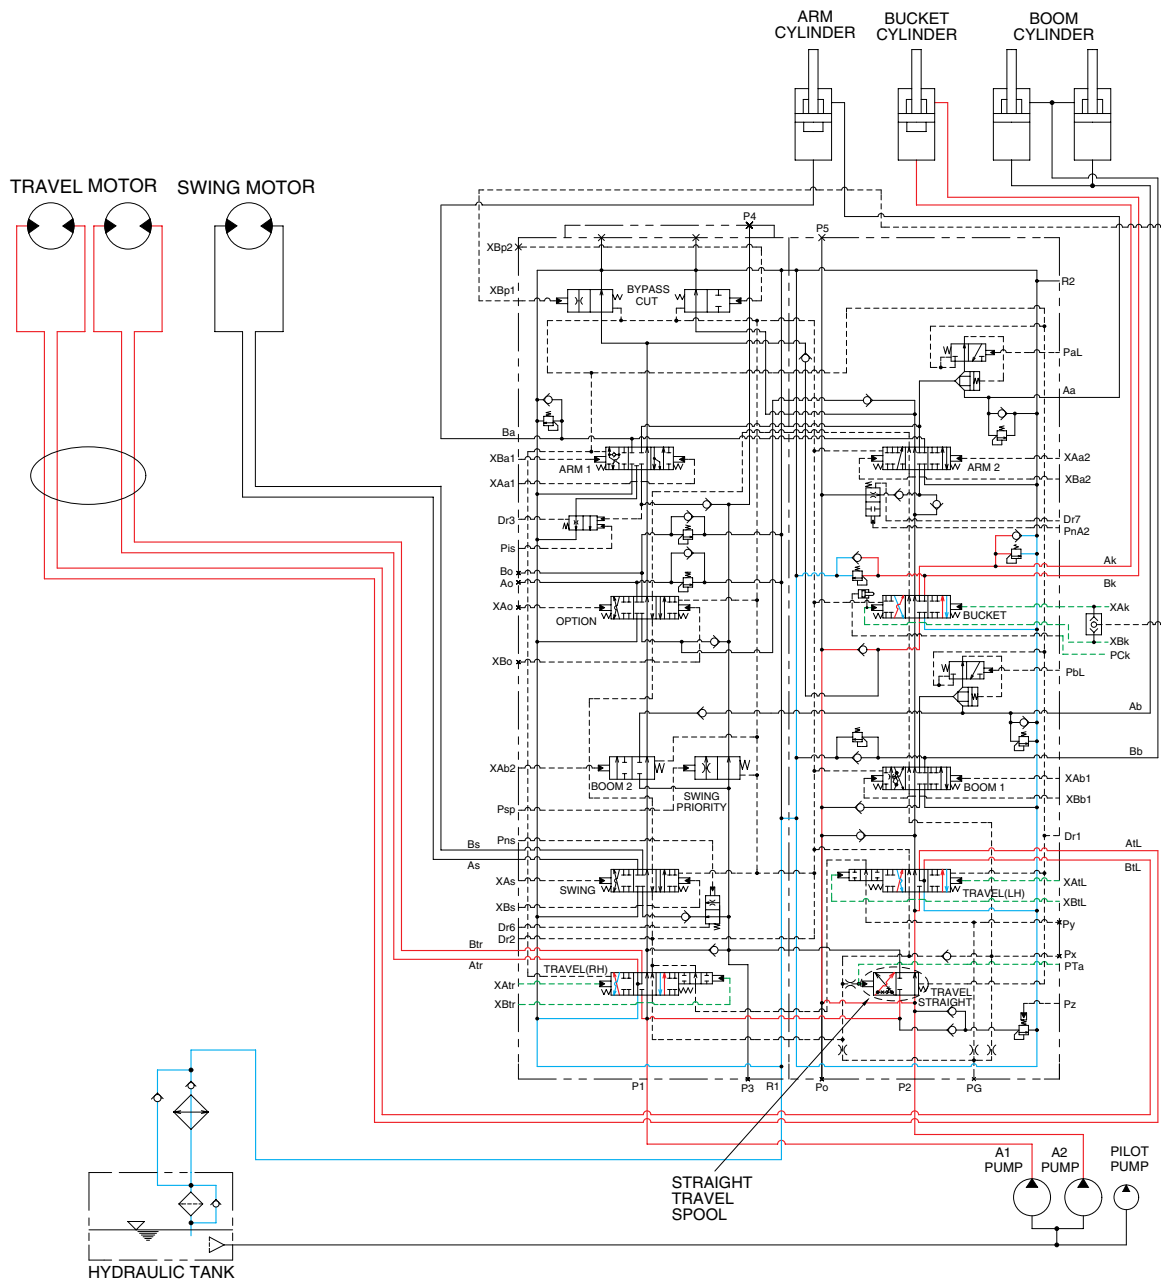 ARM
CYLINDER
BUCKET
CYLINDER
BOOM
CYLINDER
TRAVEL MOTOR
SWING MOTOR
P4
P5
XBp2
XBp1
BYPASS
CUT
R2
PaL
Aa
Ba
XBa1
ARM 1
XAa1
ARM 2
XAa2
XBa2
Dr3
Pis
Dr7
PnA2
Bo
Ao
Ak
Bk
XAo
OPTION
BUCKET
XAk
XBk
PCk
XBo
PbL
Ab
Bb
XAb2
BOOM 2
SWING
PRIORITY
BOOM 1
XAb1
XBb1
Psp
Pns
Dr1
Bs
As
AtL
BtL
XAs
SWING
TRAVEL(LH)
XAtL
XBtL
XBs
Dr6
Dr2
Py
Btr
Atr
Px
PTa
TRAVEL(RH)
XAtr
XBtr
TRAVEL
STRAIGHT
Pz
P1
P3
R1
Po
P2
PG
STRAIGHT
TRAVEL
SPOOL
A1
PUMP
A2
PUMP
PILOT
PUMP
HYDRAULIC TANK